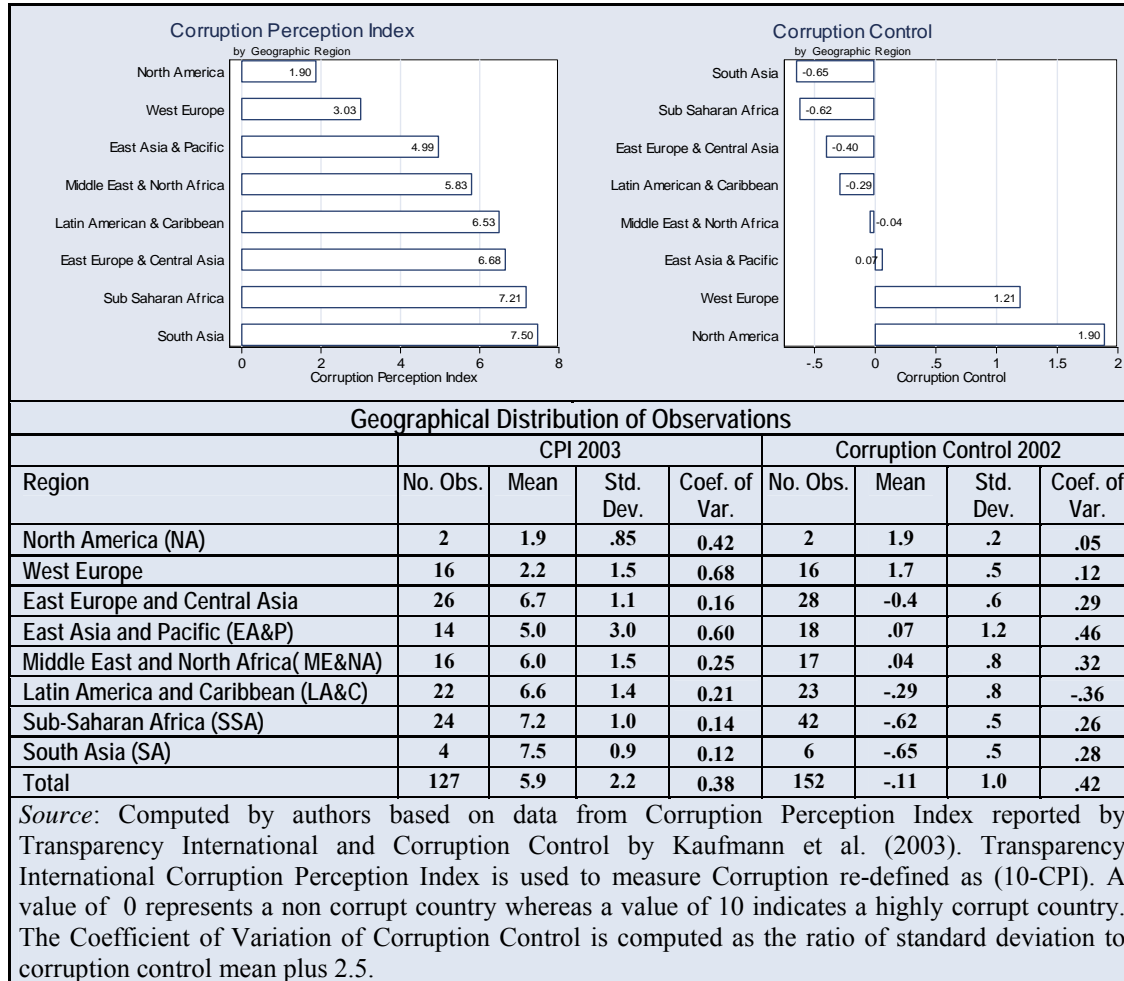 Corruption Perception Index
by Geographic Region
North America 1.90
West Europe 3.03
East Asia & Pacific 4.99
Middle East & North Africa 5.83
Latin American & Caribbean 6.53
East Europe & Central Asia 6.68
Sub Saharan Africa 7.21
South Asia 7.50
0 2 4 6 8
Corruption Perception Index
Corruption Control
by Geographic Region
South Asia -0.65
Sub Saharan Africa -0.62
East Europe & Central Asia -0.40
Latin American & Caribbean -0.29
Middle East & North Africa -0.04
East Asia & Pacific 0.07
West Europe 1.21
North America 1.90
-.5 0 .5 1 1.5 2
Corruption Control
Geographical Distribution of Observations
CPI 2003 Corruption Control 2002
Region No. Obs. Mean Std. Dev. Coef. of Var. No. Obs. Mean Std. Dev. Coef. of Var.
North America (NA) 2 1.9 .85 0.42 2 1.9 .2 .05
West Europe 16 2.2 1.5 0.68 16 1.7 .5 .12
East Europe and Central Asia 26 6.7 1.1 0.16 28 -0.4 .6 .29
East Asia and Pacific (EA&P) 14 5.0 3.0 0.60 18 .07 1.2 .46
Middle East and North Africa( ME&NA) 16 6.0 1.5 0.25 17 .04 .8 .32
Latin America and Caribbean (LA&C) 22 6.6 1.4 0.21 23 -.29 .8 -.36
Sub-Saharan Africa (SSA) 24 7.2 1.0 0.14 42 -.62 .5 .26
South Asia (SA) 4 7.5 0.9 0.12 6 -.65 .5 .28
Total 127 5.9 2.2 0.38 152 -.11 1.0 .42
Source: Computed by authors based on data from Corruption Perception Index reported by
Transparency International and Corruption Control by Kaufmann et al. (2003). Transparency
International Corruption Perception Index is used to measure Corruption re-defined as (10-CPI). A
value of 0 represents a non corrupt country whereas a value of 10 indicates a highly corrupt country.
The Coefficient of Variation of Corruption Control is computed as the ratio of standard deviation to
corruption control mean plus 2.5.